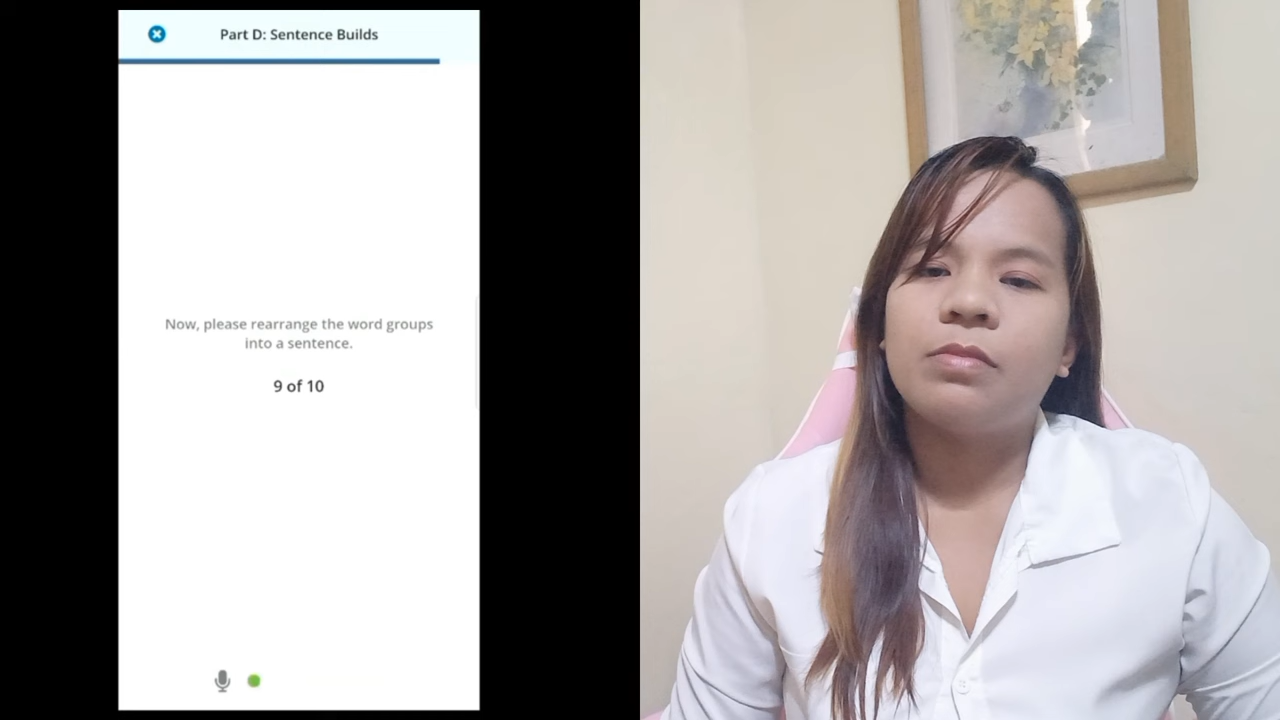 Part D: Sentence Builds
Now, please rearrange the word groups
into a sentence.
9 of 10